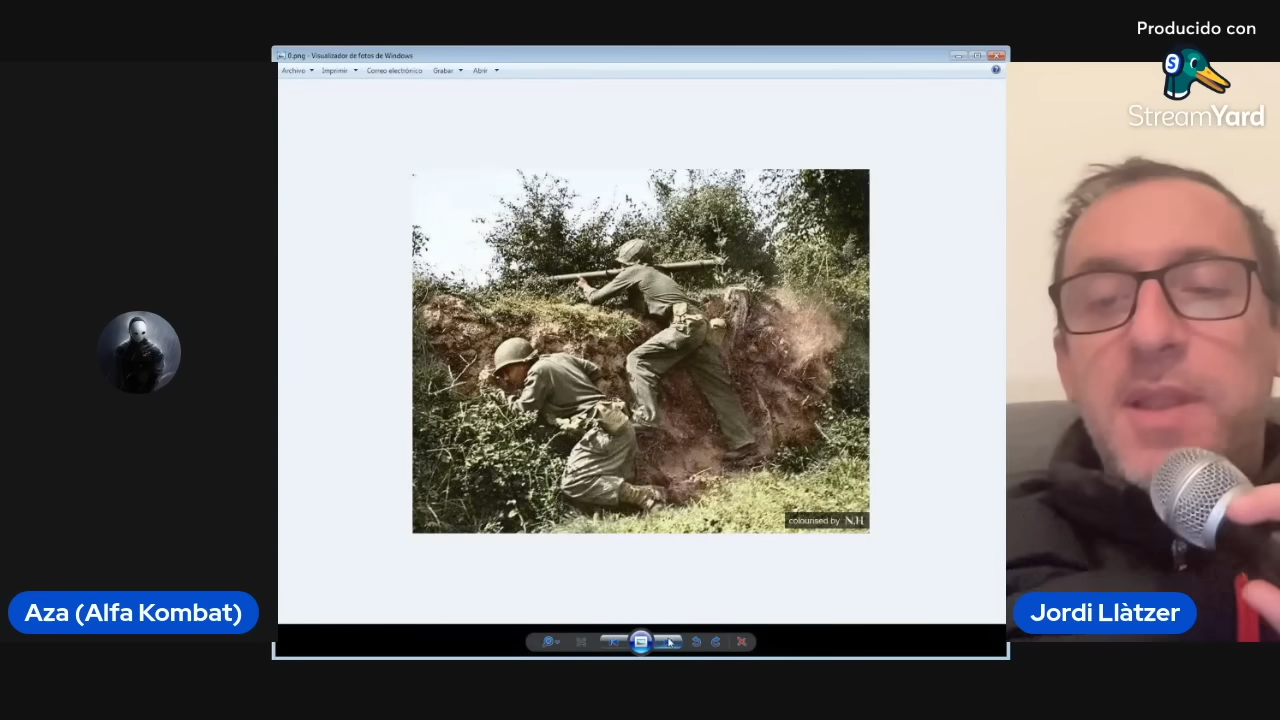 Producido con
StreamYard
0.png - Visualizador de fotos de Windows
Archivo Imprimir Correo electrónico Grabar Abrir
colourised by N.H
Aza (Alfa Kombat)
Jordi Llàtzer